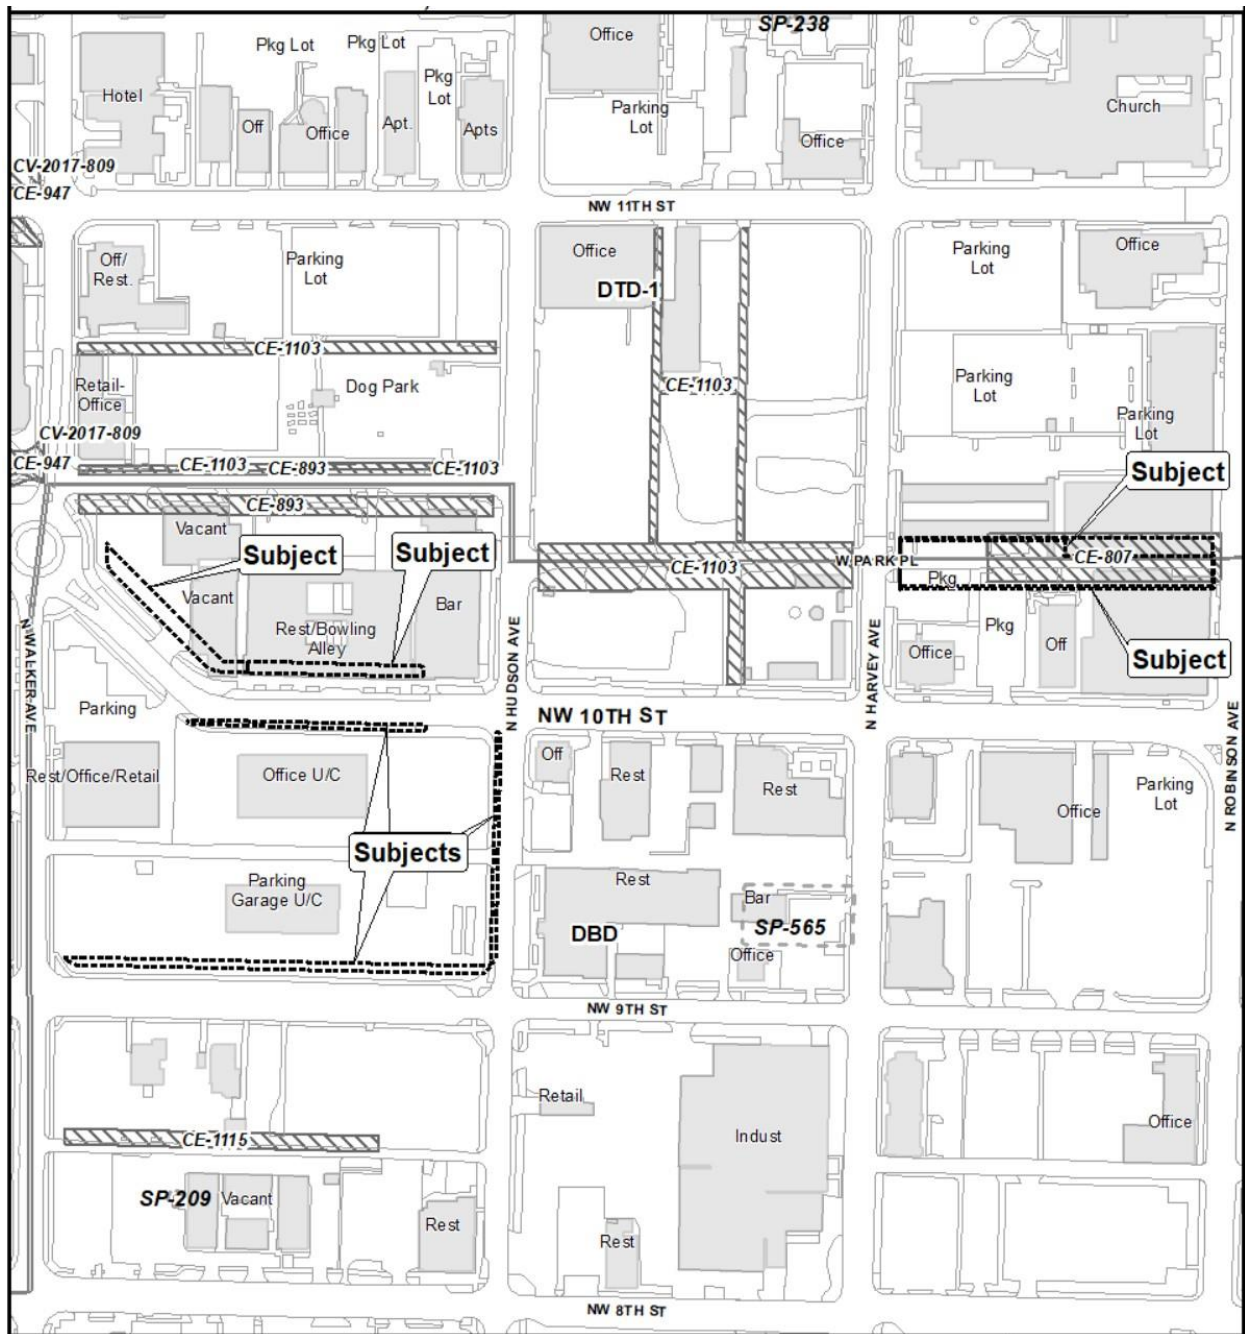 SP-238
Office
Pkg Lot
Pkg Lot
Pkg
Lot
Hotel
Parking
Lot
Church
Off
Office
Apt.
Apts
Office
CV-2017-809
CE-947
NW 11TH ST
Off/
Rest.
Parking
Lot
Office
DTD-1
Parking
Lot
Office
CE-1103
Retail-
Office
Dog Park
CE-1103
Parking
Lot
Parking
Lot
CV-2017-809
CE-947
CE-1103
CE-893
CE-1103
Subject
CE-893
Vacant
Subject
Subject
CE-1103
W PARK PL
CE-807
Pkg
Vacant
Rest/Bowling
Alley
Bar
Pkg
Office
Off
Subject
N WALKER AVE
N HUDSON AVE
N HARVEY AVE
N ROBINSON AVE
Parking
NW 10TH ST
Rest/Office/Retail
Office U/C
Off
Rest
Rest
Office
Parking
Lot
Subjects
Parking
Garage U/C
Rest
Bar
SP-565
DBD
Office
NW 9TH ST
Retail
Indust
Office
CE-1115
SP-209
Vacant
Rest
Rest
NW 8TH ST